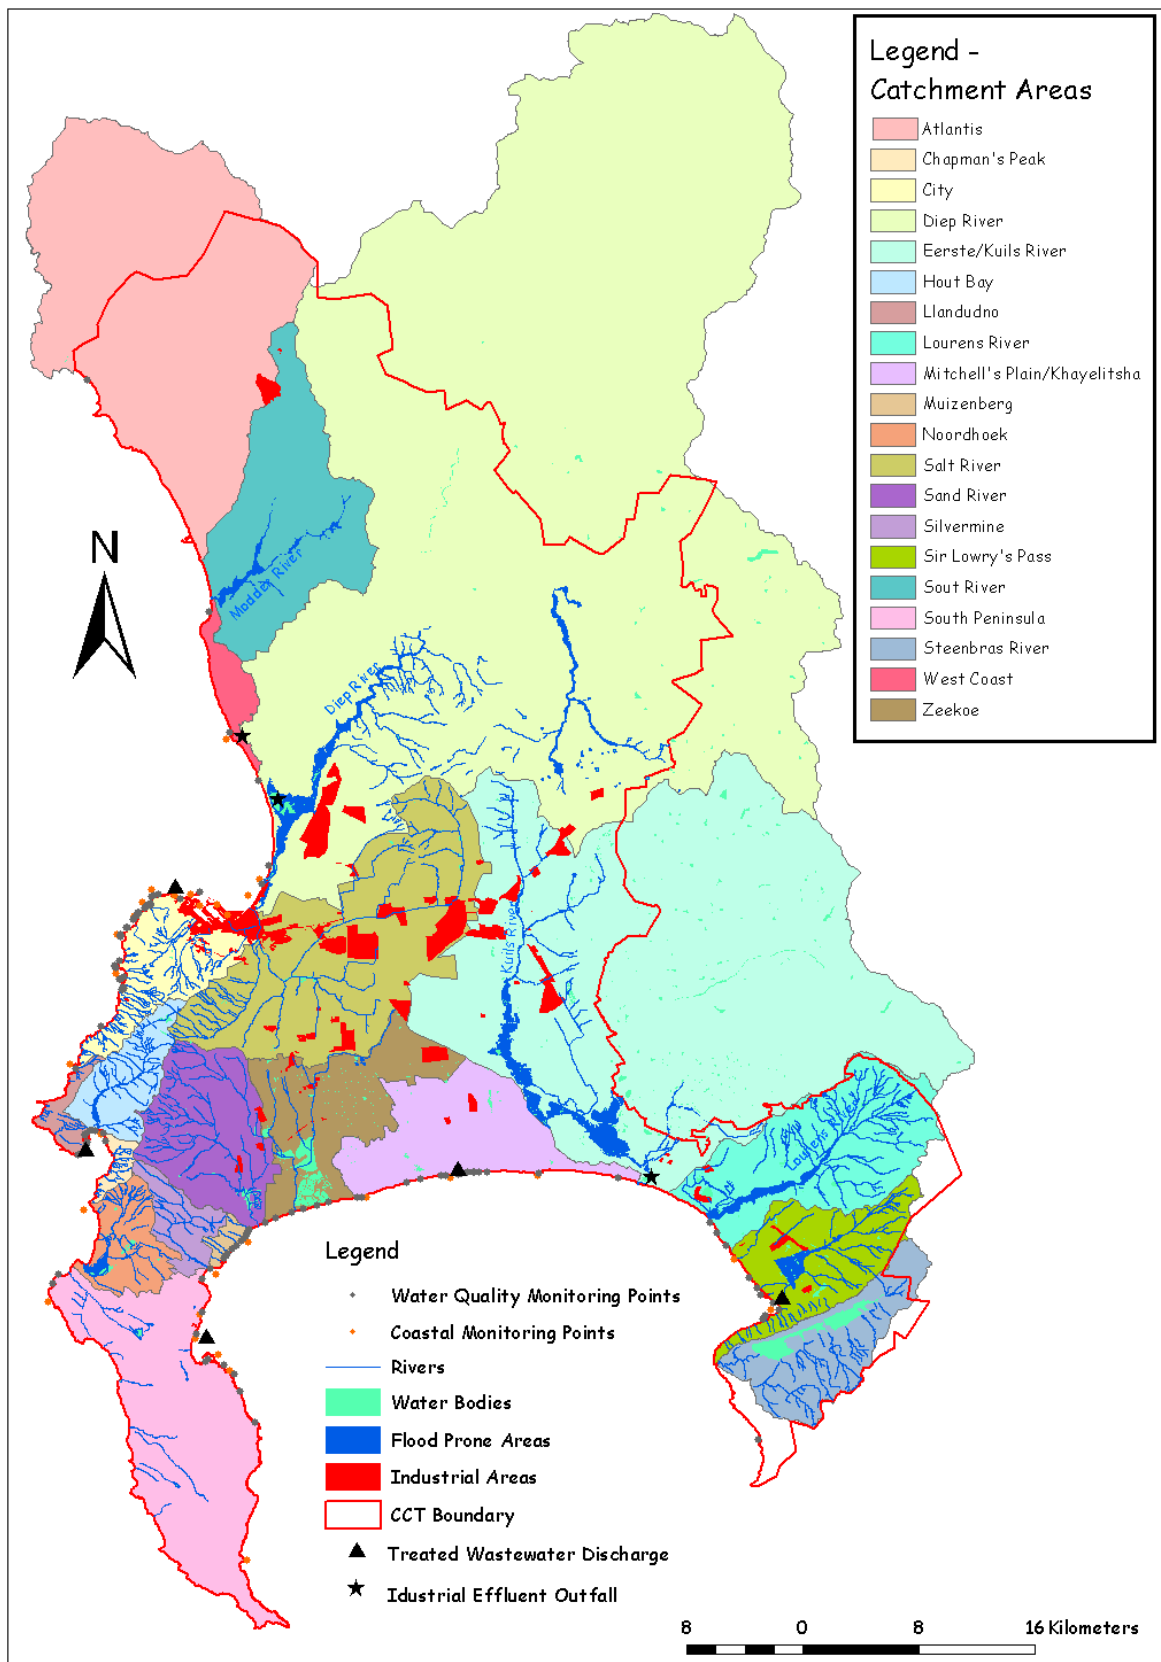 Legend -
Catchment Areas
Atlantis
Chapman's Peak
City
Diep River
Eerste/Kuils River
Hout Bay
Llandudno
Lourens River
Mitchell's Plain/Khayelitsha
Muizenberg
Noordhoek
Salt River
Sand River
Silvermine
Sir Lowry's Pass
Sout River
South Peninsula
Steenbras River
West Coast
Zeekoe
N
Modder River
Diep River
Kuils River
Lourens River
Legend
Water Quality Monitoring Points
Coastal Monitoring Points
Rivers
Water Bodies
Flood Prone Areas
Industrial Areas
CCT Boundary
Treated Wastewater Discharge
Idustrial Effluent Outfall
8 0 8 16 Kilometers